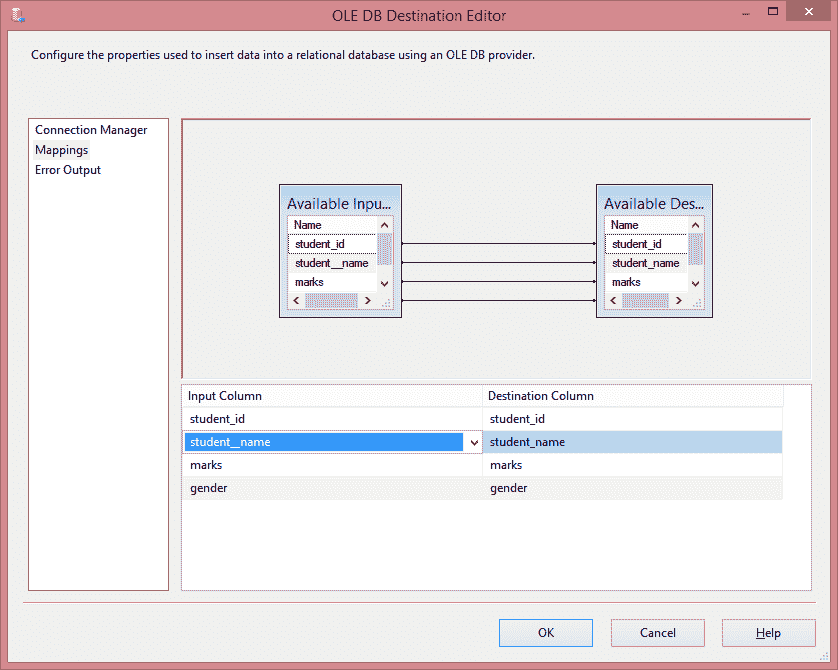 OLE DB Destination Editor
Configure the properties used to insert data into a relational database using an OLE DB provider.
Connection Manager
Mappings
Error Output
Available Inpu...
Name
student_id
student__name
marks
Available Des...
Name
student_id
student_name
marks
Input Column Destination Column
student_id student_id
student__name student_name
marks marks
gender gender
OK Cancel Help